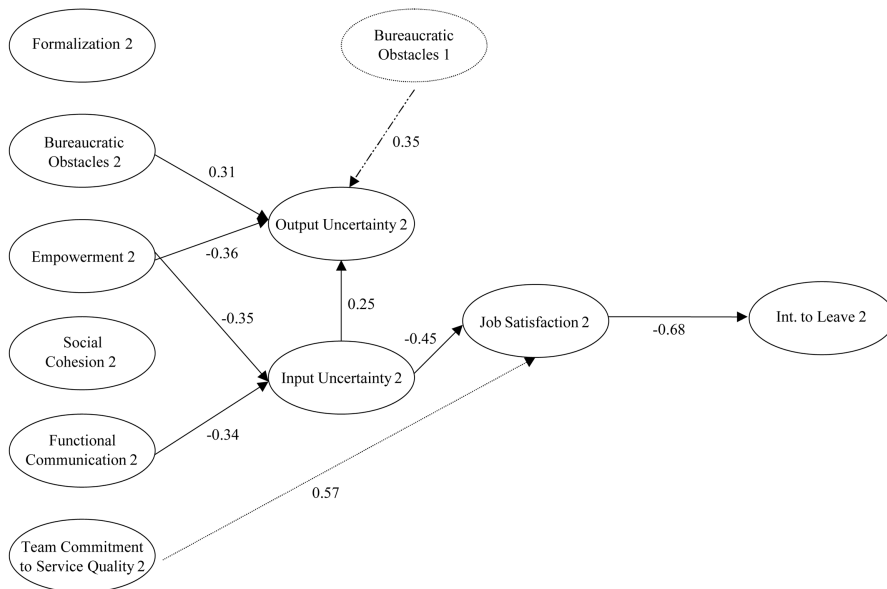 Formalization 2
Bureaucratic
Obstacles 1
Bureaucratic
Obstacles 2
0.31
0.35
Output Uncertainty 2
Empowerment 2
-0.36
-0.35
0.25
Social
Cohesion 2
Input Uncertainty 2
-0.45
Job Satisfaction 2
-0.68
Int. to Leave 2
Functional
Communication 2
-0.34
0.57
Team Commitment
to Service Quality 2